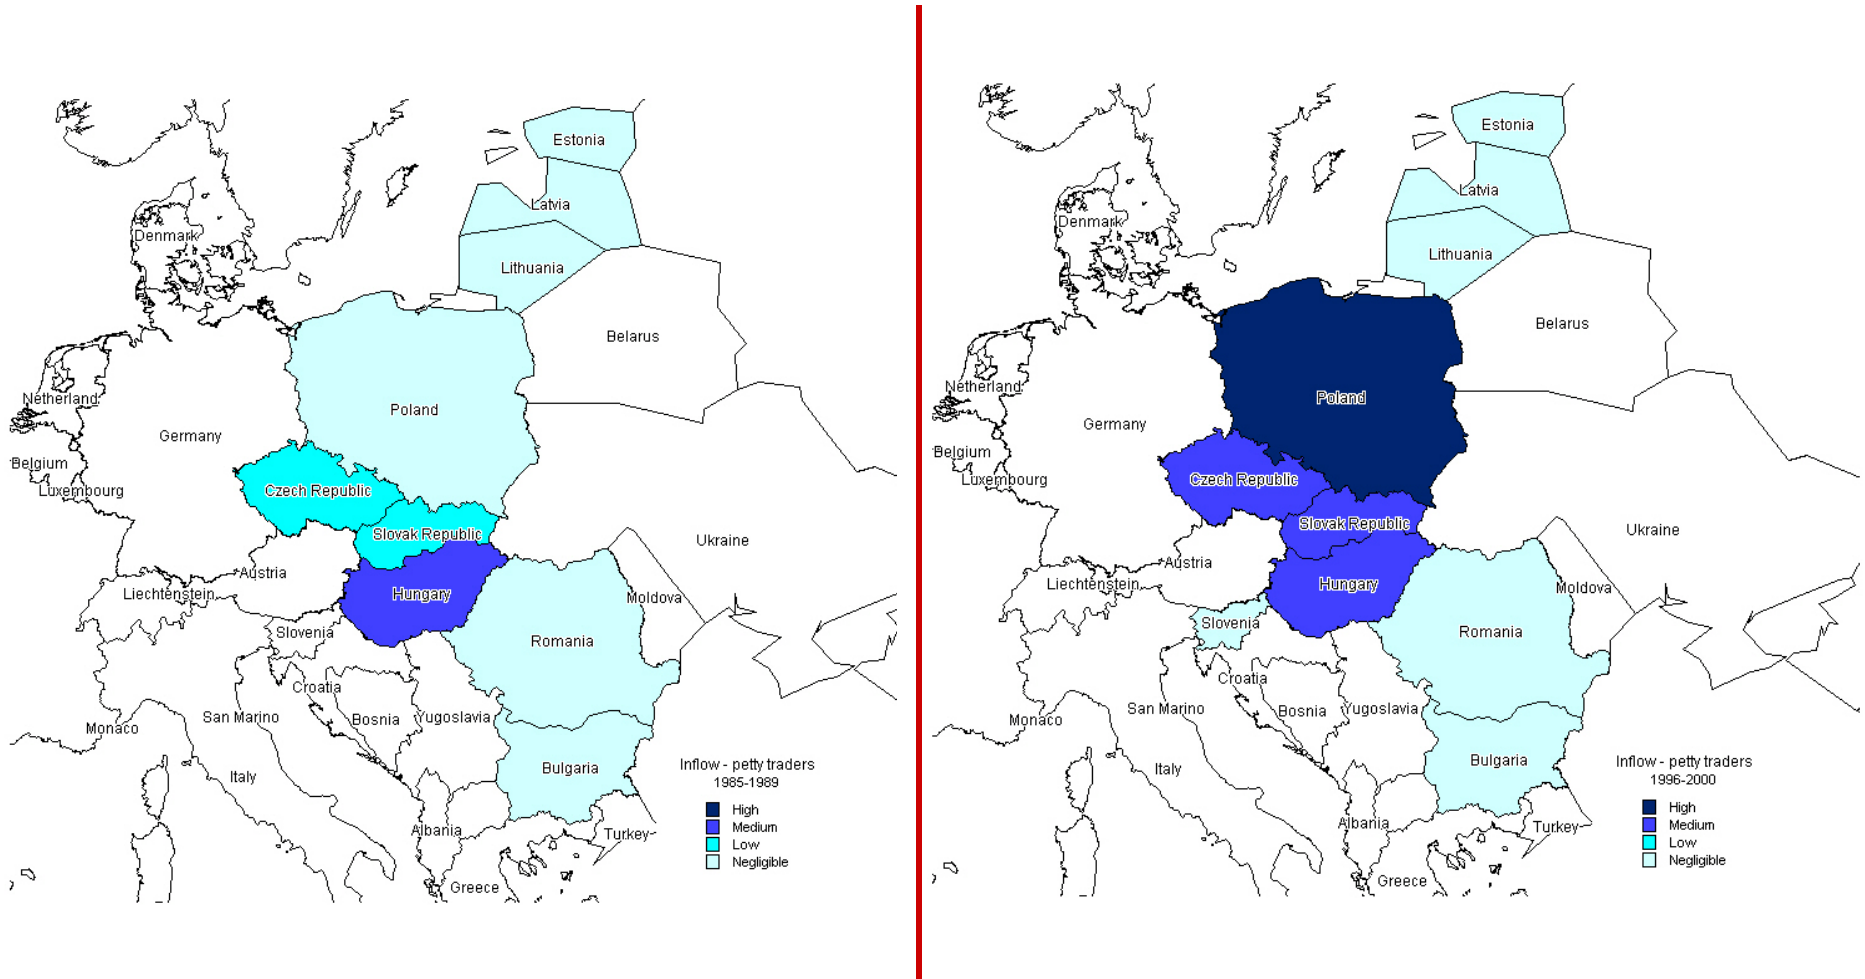 Estonia
Latvia
Denmark
Lithuania
Belarus
Netherland
Poland
Germany
Belgium
Luxembourg
Czech Republic
Slovak Republic
Ukraine
Austria
Liechtenstein
Hungary
Moldova
Slovenia
Romania
Croatia
San Marino
Bosnia
Yugoslavia
Monaco
Italy
Bulgaria
Albania
Turkey
Greece
Inflow - petty traders
1985-1989
High
Medium
Low
Negligible
Estonia
Latvia
Denmark
Lithuania
Belarus
Netherland
Poland
Germany
Belgium
Luxembourg
Czech Republic
Slovak Republic
Ukraine
Austria
Liechtenstein
Hungary
Moldova
Slovenia
Romania
Croatia
San Marino
Bosnia
Yugoslavia
Monaco
Italy
Bulgaria
Albania
Turkey
Greece
Inflow - petty traders
1996-2000
High
Medium
Low
Negligible